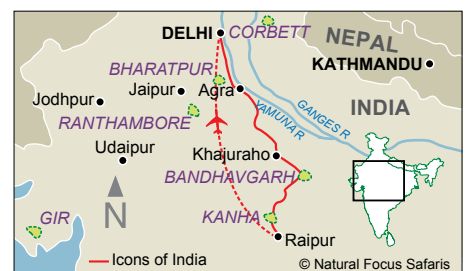 DELHI
CORBETT
NEPAL
KATHMANDU
BHARATPUR
Jaipur
Agra
Jodhpur
RANTHAMBORE
YAMUNA R
GANGES R
INDIA
Udaipur
Khajuraho
BANDHAVGARH
N
KANHA
GIR
Raipur
Icons of India
© Natural Focus Safaris